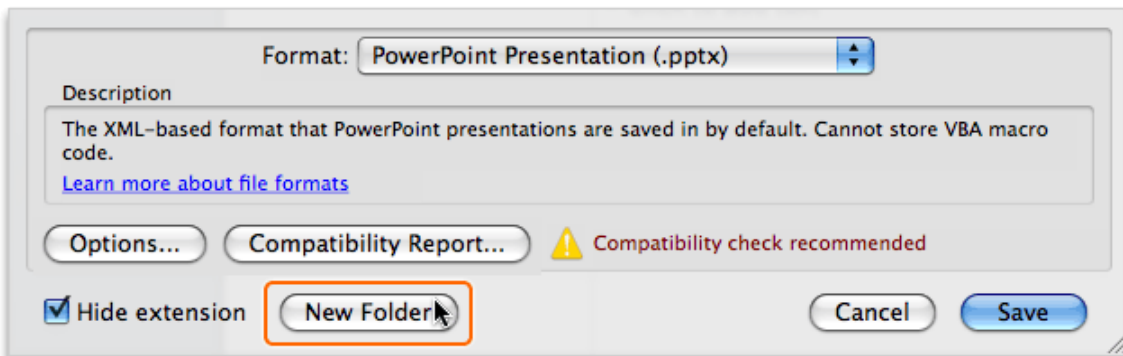 Format: PowerPoint Presentation (.pptx)
Description
The XML-based format that PowerPoint presentations are saved in by default. Cannot store VBA macro
code.
Learn more about file formats
Options... Compatibility Report... Compatibility check recommended
Hide extension New Folder Cancel Save